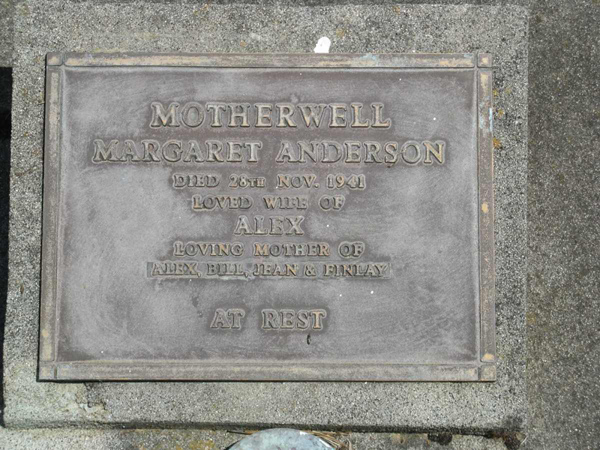 MOTHERWELL
MARGARET ANDERSON
DIED 28TH NOV. 1941
LOVED WIFE OF
ALEX
LOVING MOTHER OF
ALEX, BILL, JEAN & FINLAY
AT REST